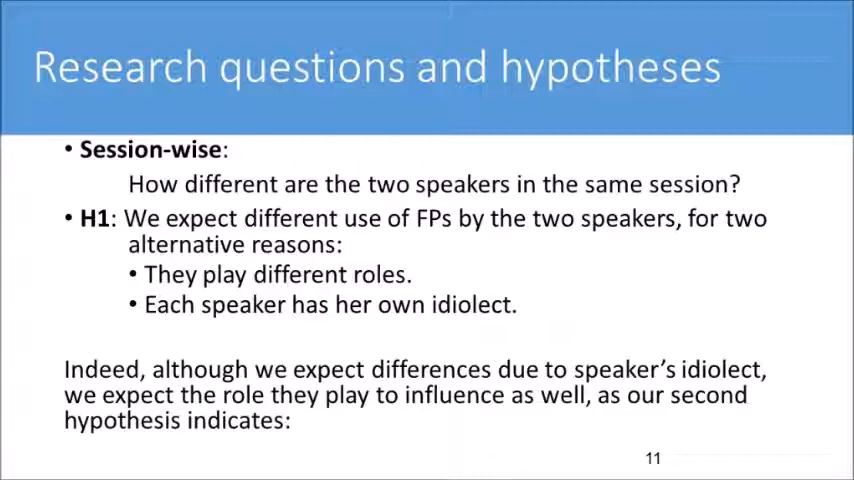 Research questions and hypotheses
• Session-wise:
How different are the two speakers in the same session?
• H1: We expect different use of FPs by the two speakers, for two
alternative reasons:
• They play different roles.
• Each speaker has her own idiolect.
Indeed, although we expect differences due to speaker's idiolect,
we expect the role they play to influence as well, as our second
hypothesis indicates:
11